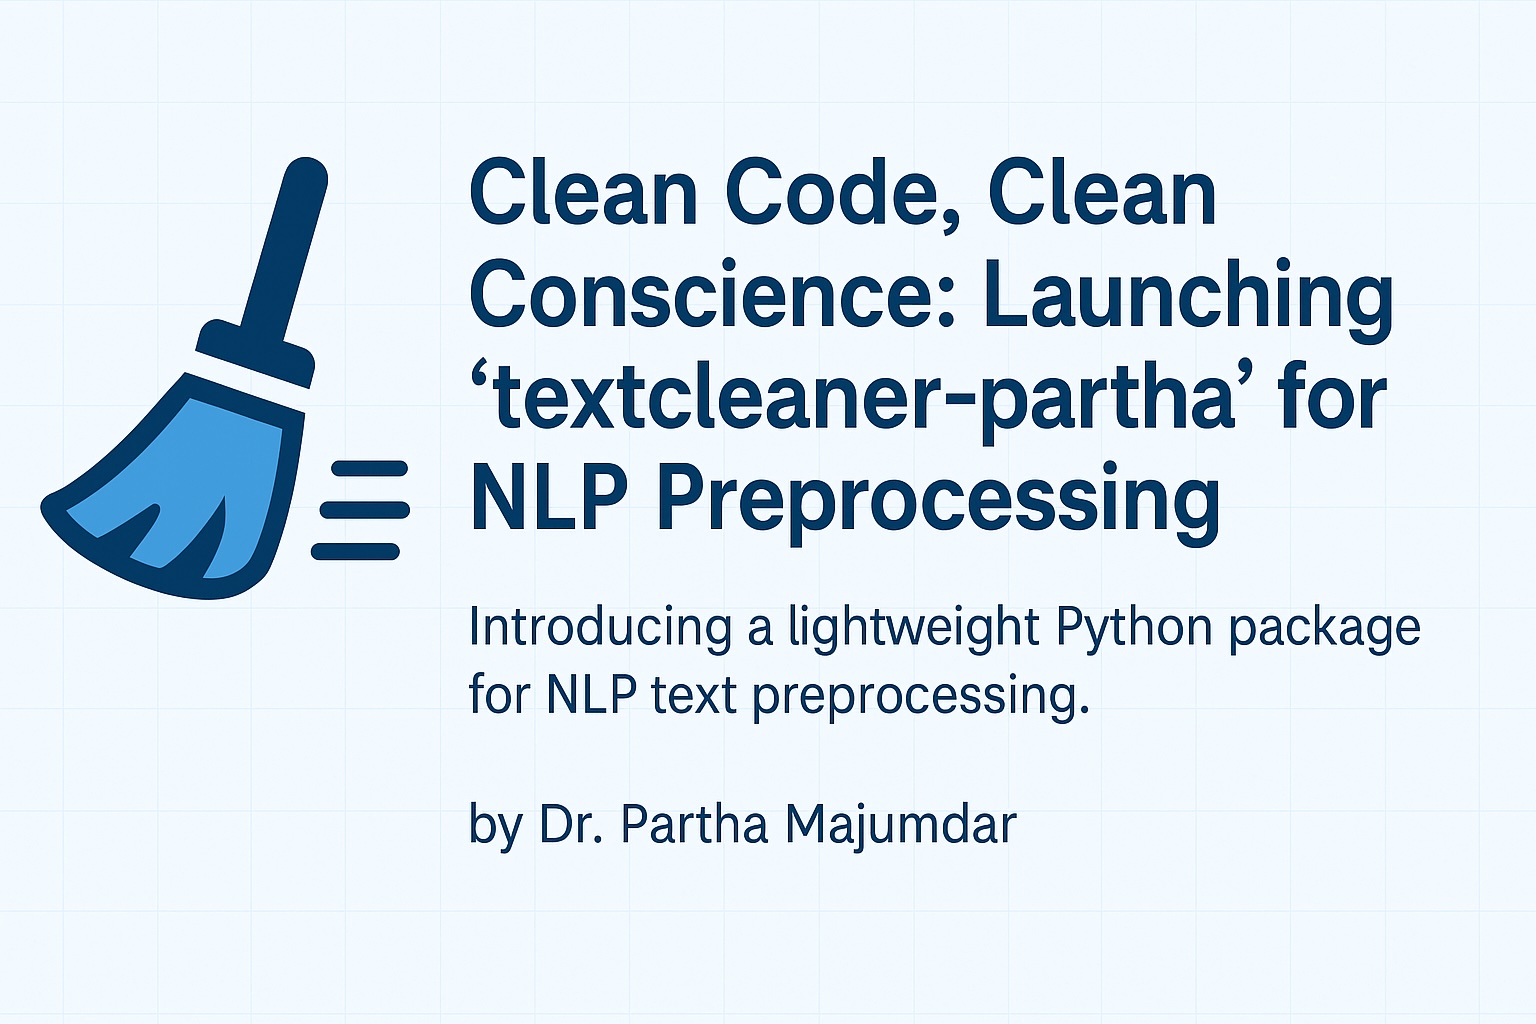 Clean Code, Clean
Conscience: Launching
‘textcleaner-partha’ for
NLP Preprocessing
Introducing a lightweight Python package
for NLP text preprocessing.
by Dr. Partha Majumdar